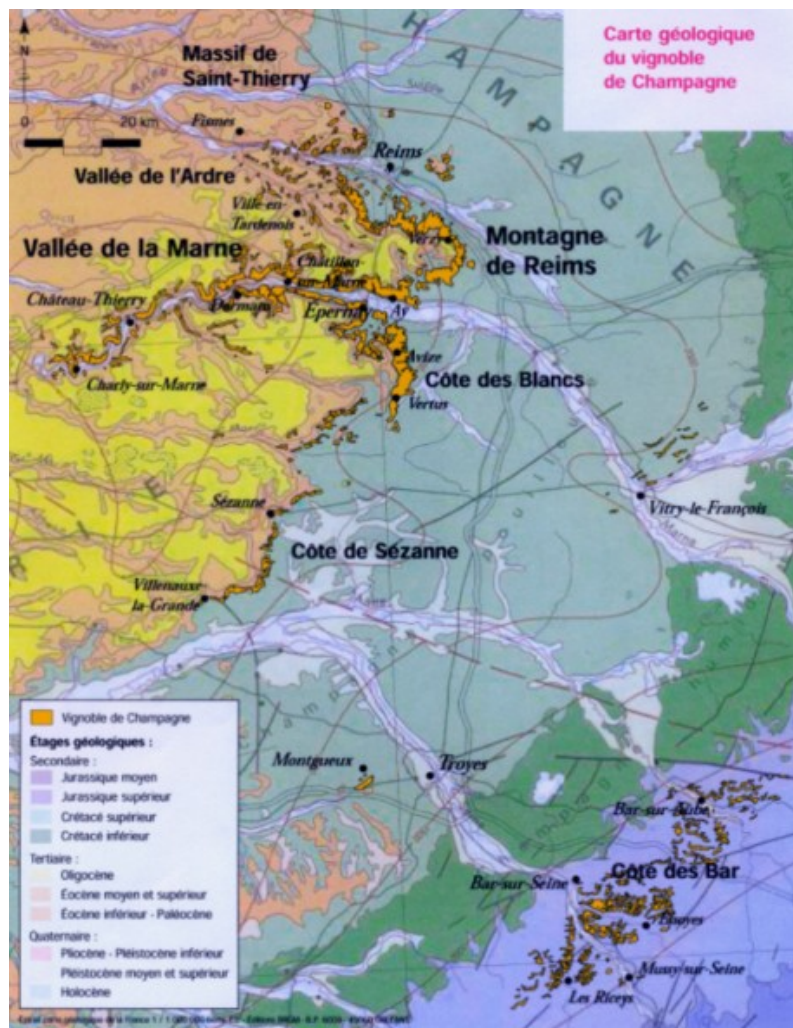 Carte géologique
du vignoble
de Champagne
CHAMPAGNE
N
0 20 km
Massif de
Saint-Thierry
Fismes
Reims
Vallée de l'Ardre
Ville-en-
Tardenois
Verzy
Montagne
de Reims
Vallée de la Marne
Châtillon-
sur-Marne
Château-Thierry
Dormans
Épernay
Ay
Charly-sur-Marne
Avize
Côte des Blancs
Vertus
Sézanne
Vitry-le-François
Marne
Côte de Sézanne
Villenauxe-
la-Grande
Montgueux
Troyes
Bar-sur-Aube
Côte des Bar
Bar-sur-Seine
Mussy-sur-Seine
Les Riceys
Vignoble de Champagne
Étages géologiques :
Secondaire :
Jurassique moyen
Jurassique supérieur
Crétacé supérieur
Crétacé inférieur
Tertiaire :
Oligocène
Éocène moyen et supérieur
Éocène inférieur - Paléocène
Quaternaire :
Pliocène - Pléistocène inférieur
Pléistocène moyen et supérieur
Holocène